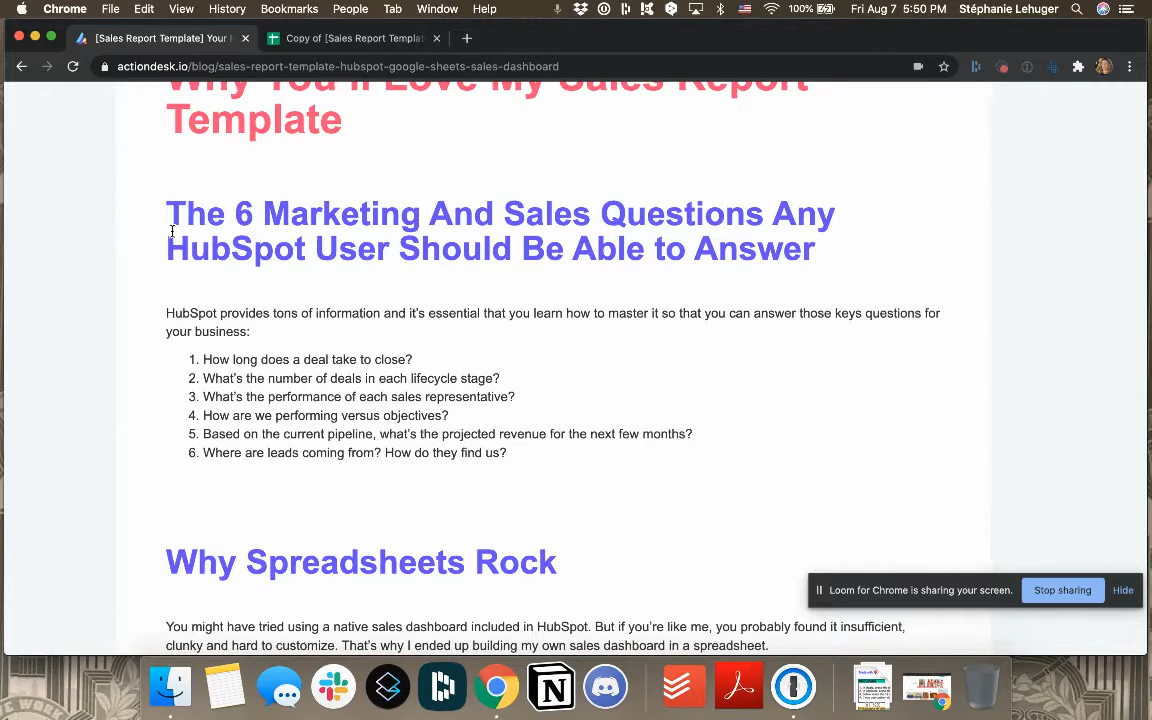 Chrome File Edit View History Bookmarks People Tab Window Help 100% Fri Aug 7 5:50 PM Stéphanie Lehuger
[Sales Report Template] Your H Copy of [Sales Report Templat
actiondesk.io/blog/sales-report-template-hubspot-google-sheets-sales-dashboard
Why You'll Love My Sales Report
Template
The 6 Marketing And Sales Questions Any
HubSpot User Should Be Able to Answer
HubSpot provides tons of information and it's essential that you learn how to master it so that you can answer those keys questions for
your business:
1. How long does a deal take to close?
2. What's the number of deals in each lifecycle stage?
3. What's the performance of each sales representative?
4. How are we performing versus objectives?
5. Based on the current pipeline, what's the projected revenue for the next few months?
6. Where are leads coming from? How do they find us?
Why Spreadsheets Rock
Loom for Chrome is sharing your screen. Stop sharing Hide
You might have tried using a native sales dashboard included in HubSpot. But if you're like me, you probably found it insufficient,
clunky and hard to customize. That's why I ended up building my own sales dashboard in a spreadsheet.